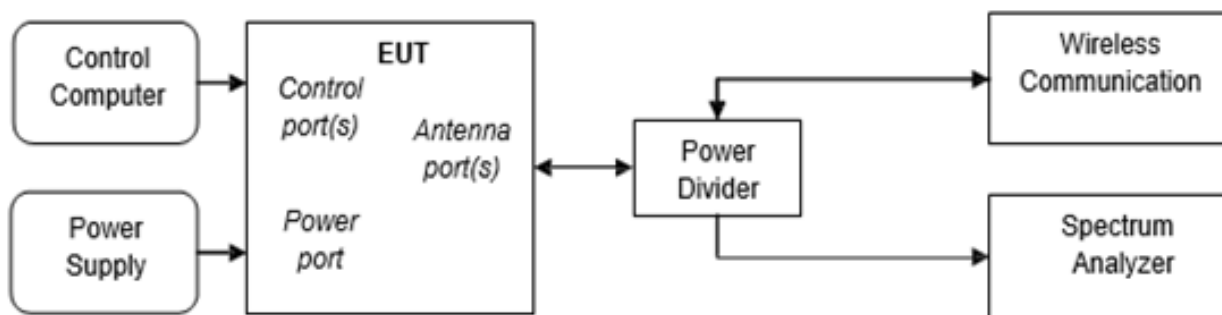 Control
Computer
Power
Supply
EUT
Control
port(s)
Antenna
port(s)
Power
port
Power
Divider
Wireless
Communication
Spectrum
Analyzer